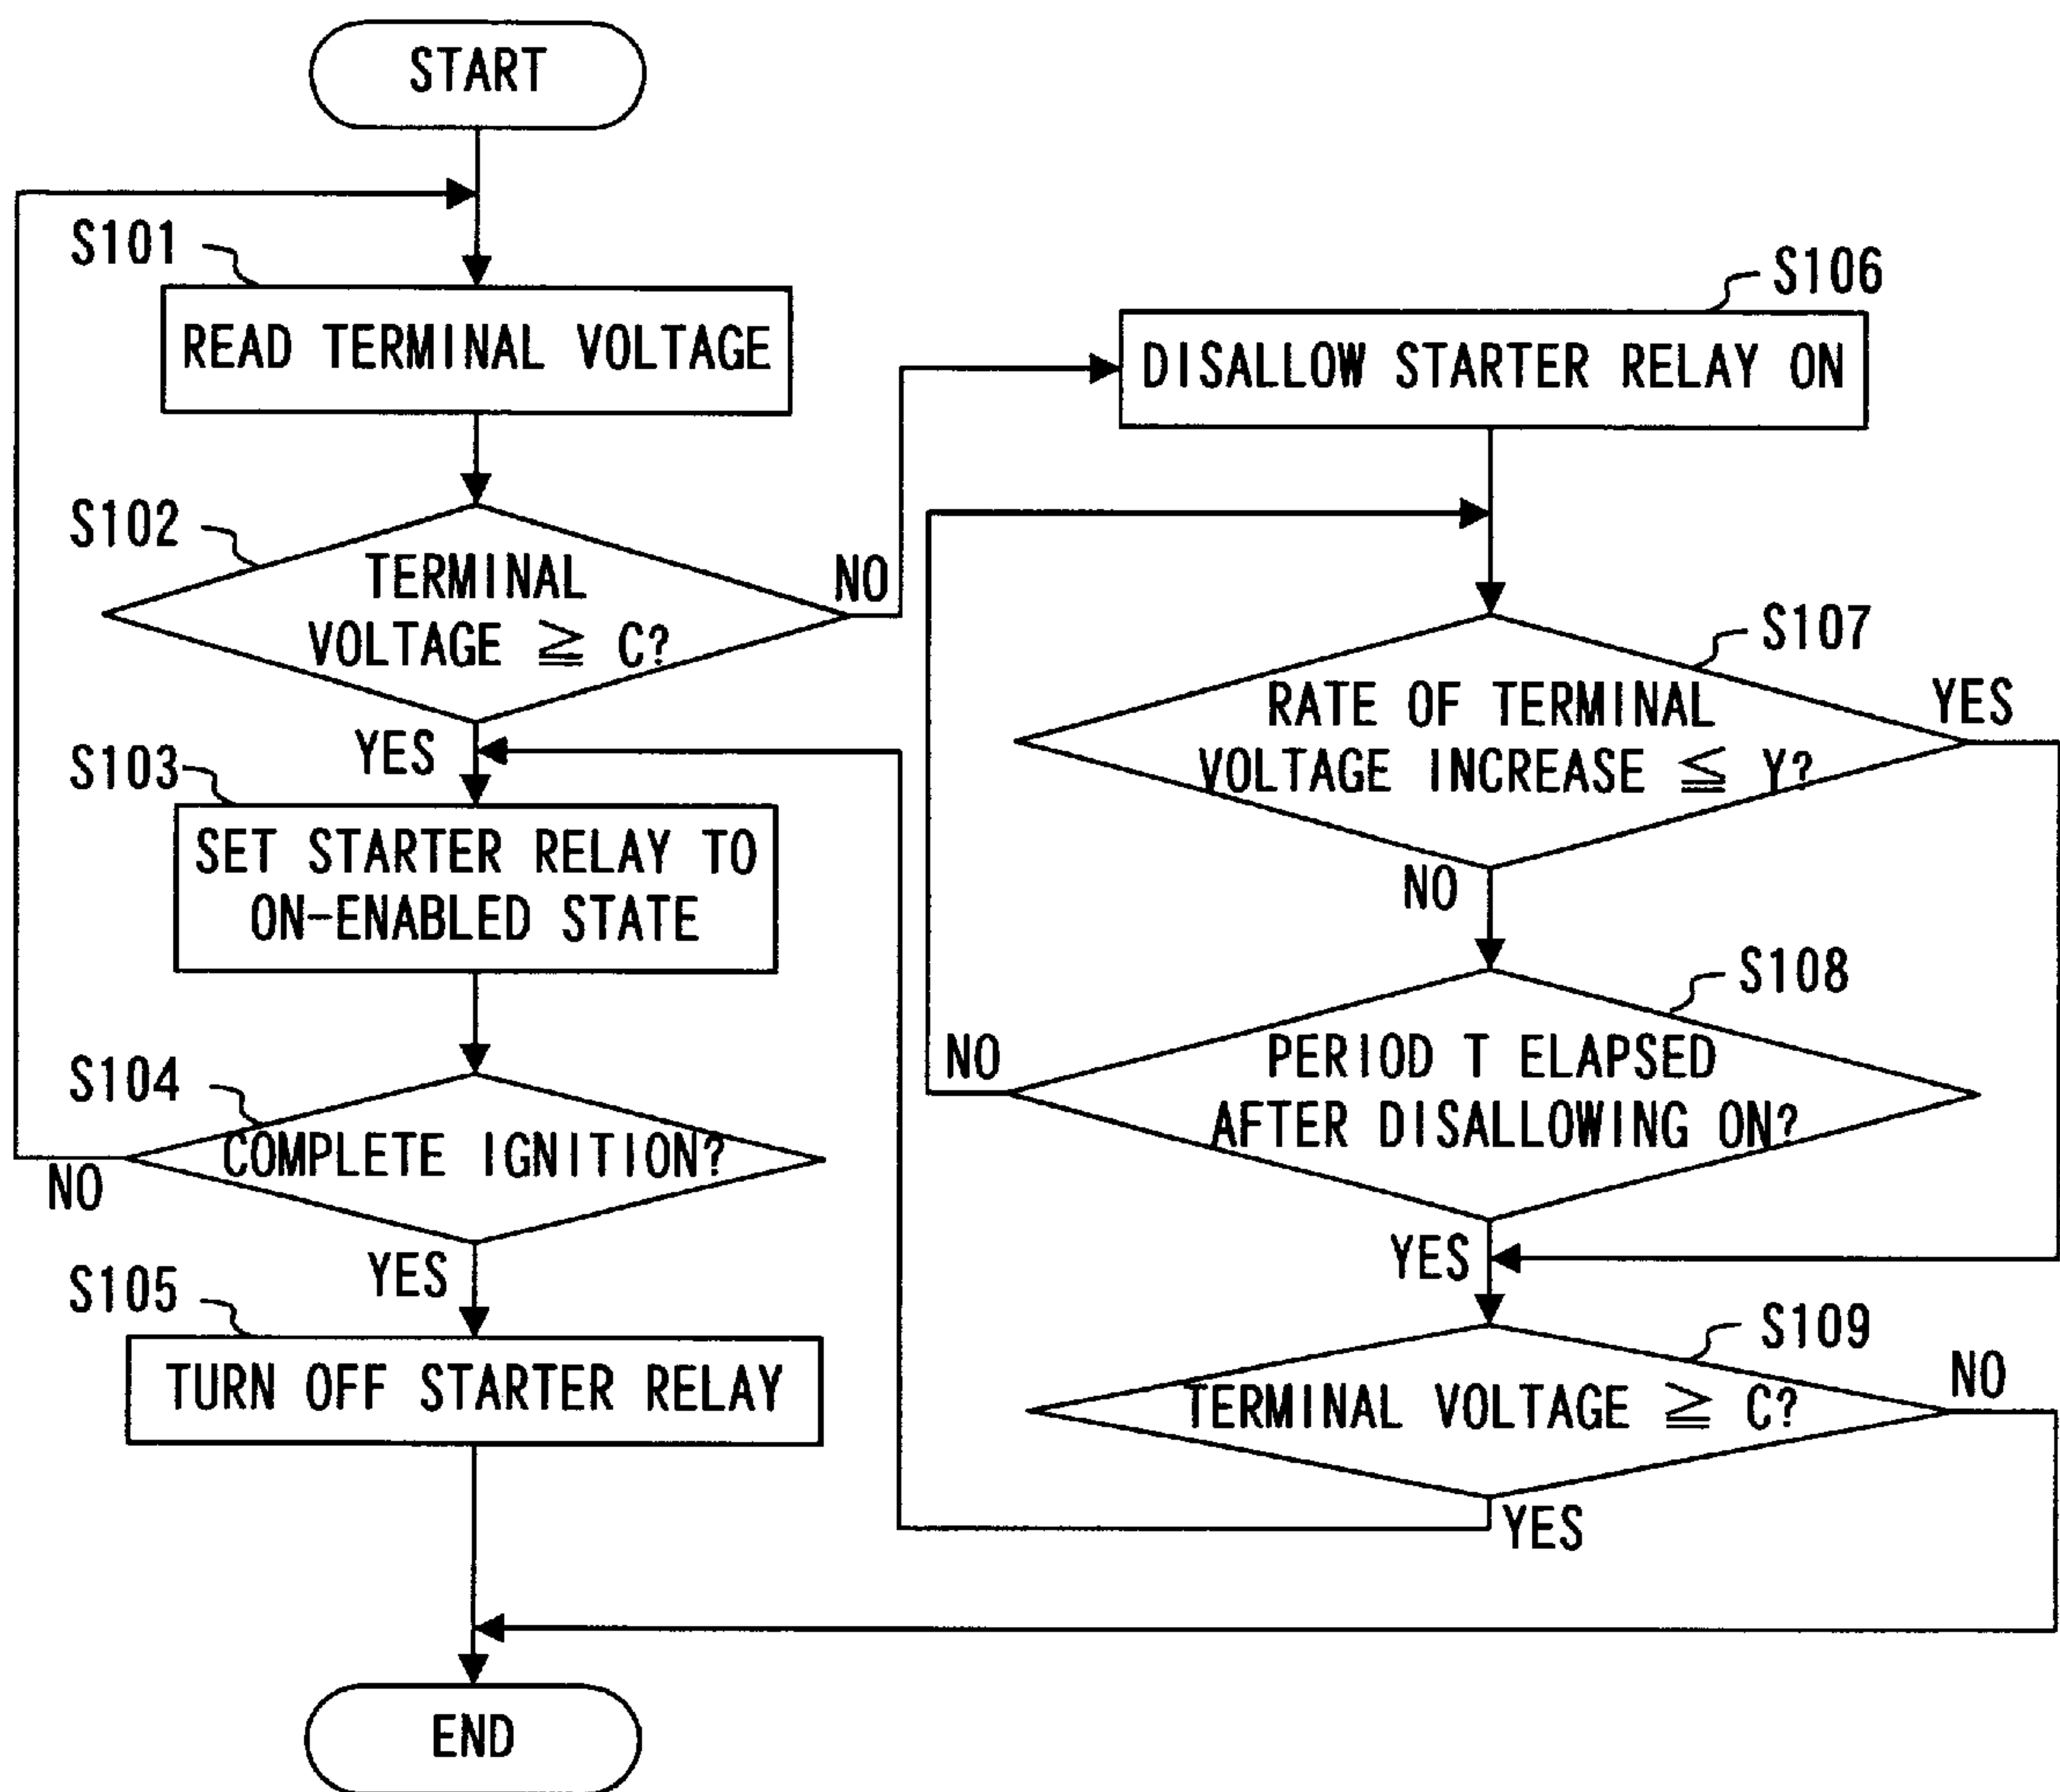 START
S101
READ TERMINAL VOLTAGE
S102
TERMINAL
VOLTAGE ≧ C?
NO
YES
S103
SET STARTER RELAY TO
ON-ENABLED STATE
S104
COMPLETE IGNITION?
NO
YES
S105
TURN OFF STARTER RELAY
END
S106
DISALLOW STARTER RELAY ON
S107
RATE OF TERMINAL
VOLTAGE INCREASE ≦ Y?
YES
NO
S108
PERIOD T ELAPSED
AFTER DISALLOWING ON?
NO
YES
S109
TERMINAL VOLTAGE ≧ C?
NO
YES